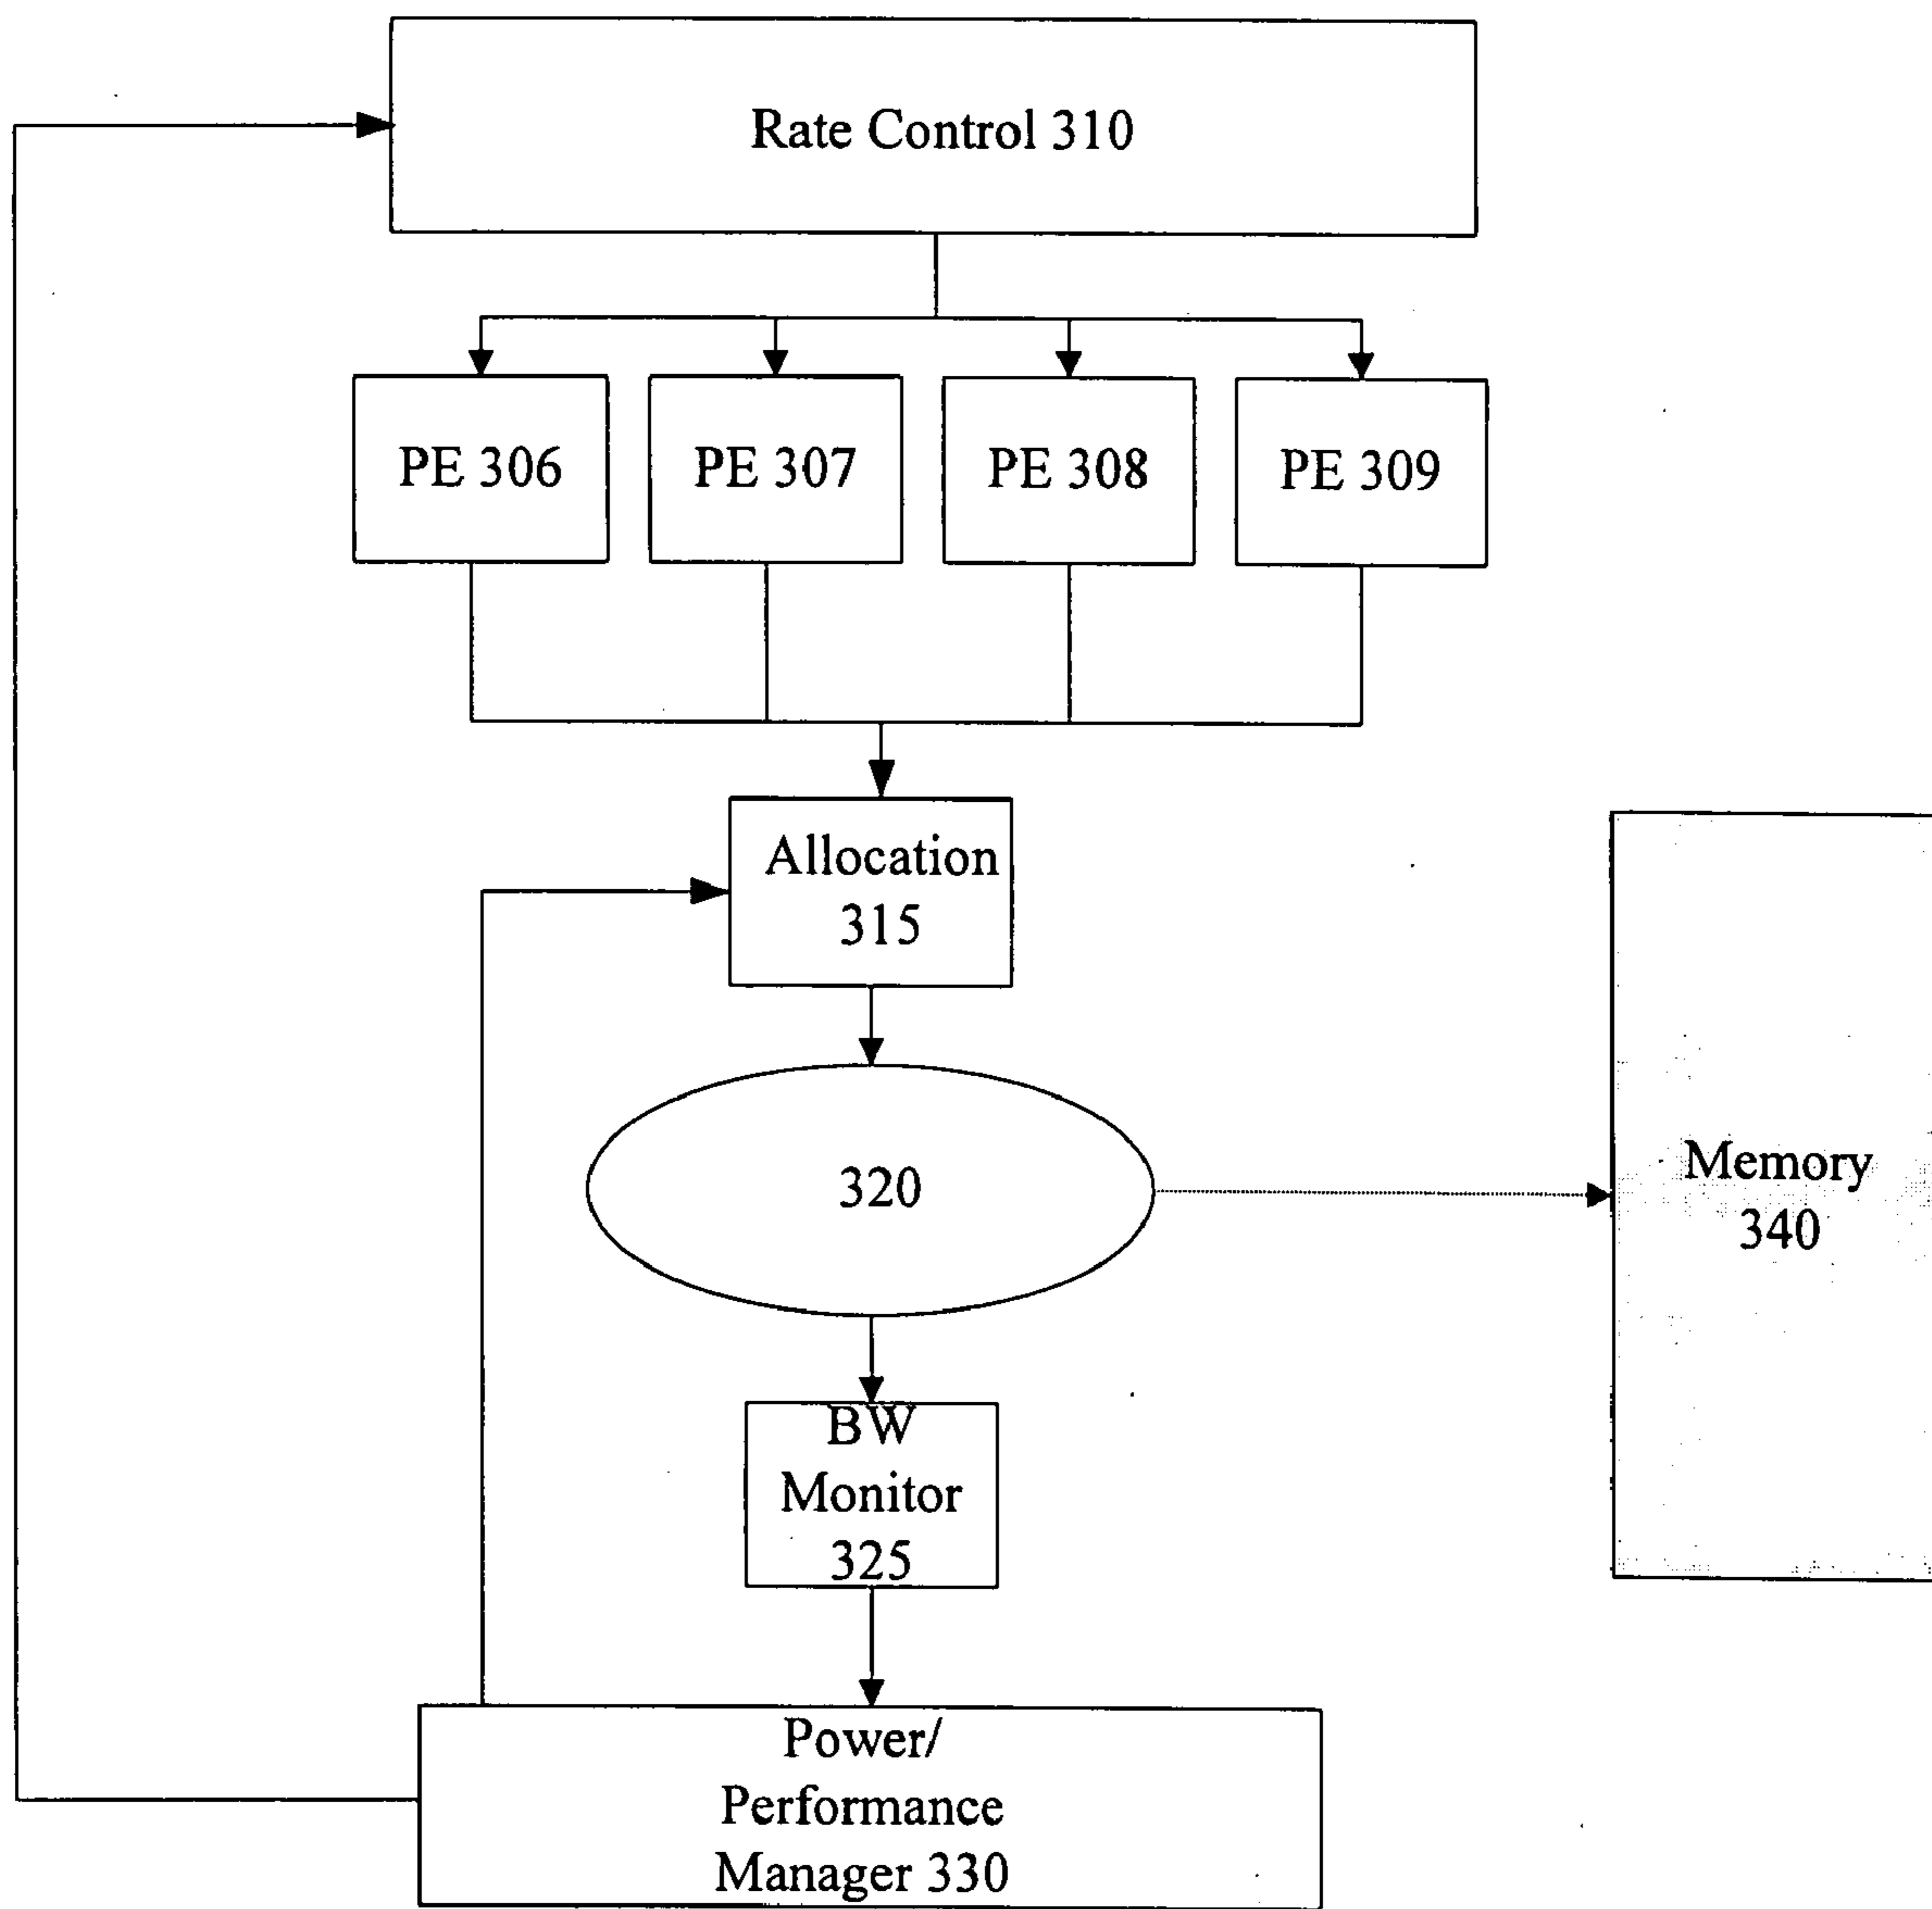 Rate Control 310
PE 306
PE 307
PE 308
PE 309
Allocation
315
320
Memory
340
BW
Monitor
325
Power/
Performance
Manager 330